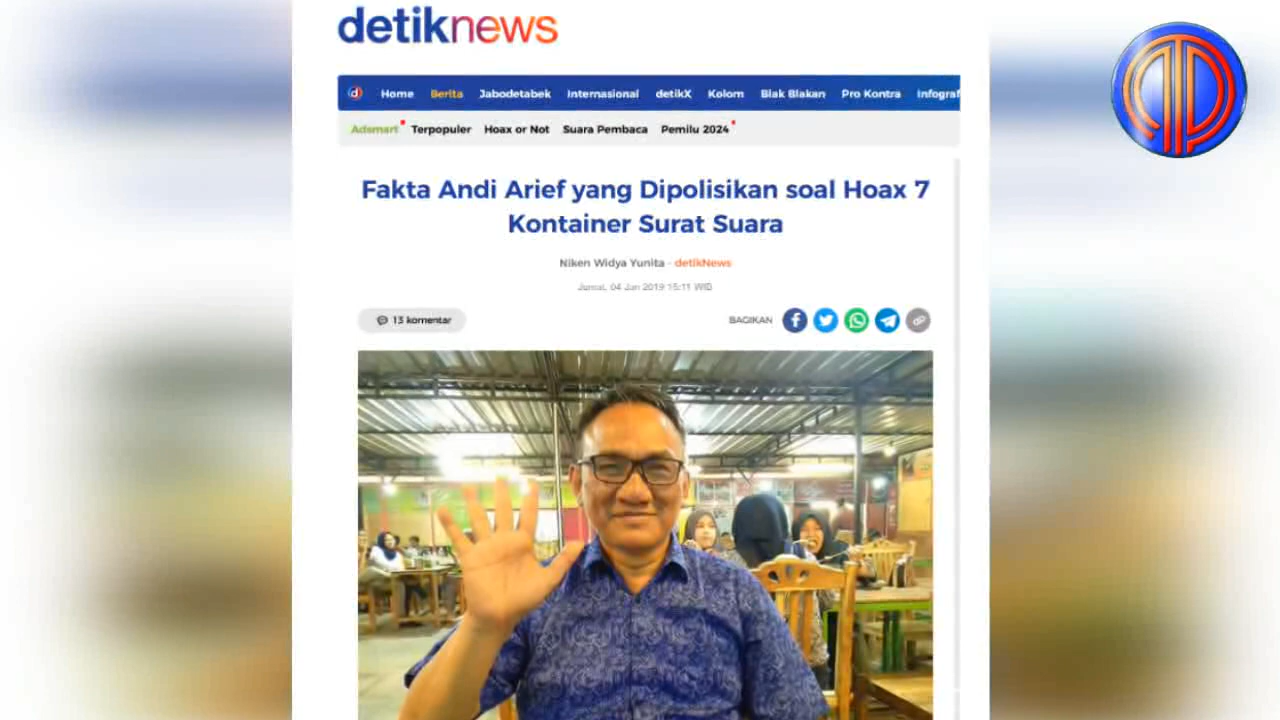 detiknews
Home Berita Jabodetabek Internasional detikX Kolom Blak Blakan Pro Kontra Infograf
Adsmart Terpopuler Hoax or Not Suara Pembaca Pemilu 2024
Fakta Andi Arief yang Dipolisikan soal Hoax 7
Kontainer Surat Suara
Niken Widya Yunita - detikNews
Jumat, 04 Jan 2019 15:11 WIB
13 komentar
BAGIKAN